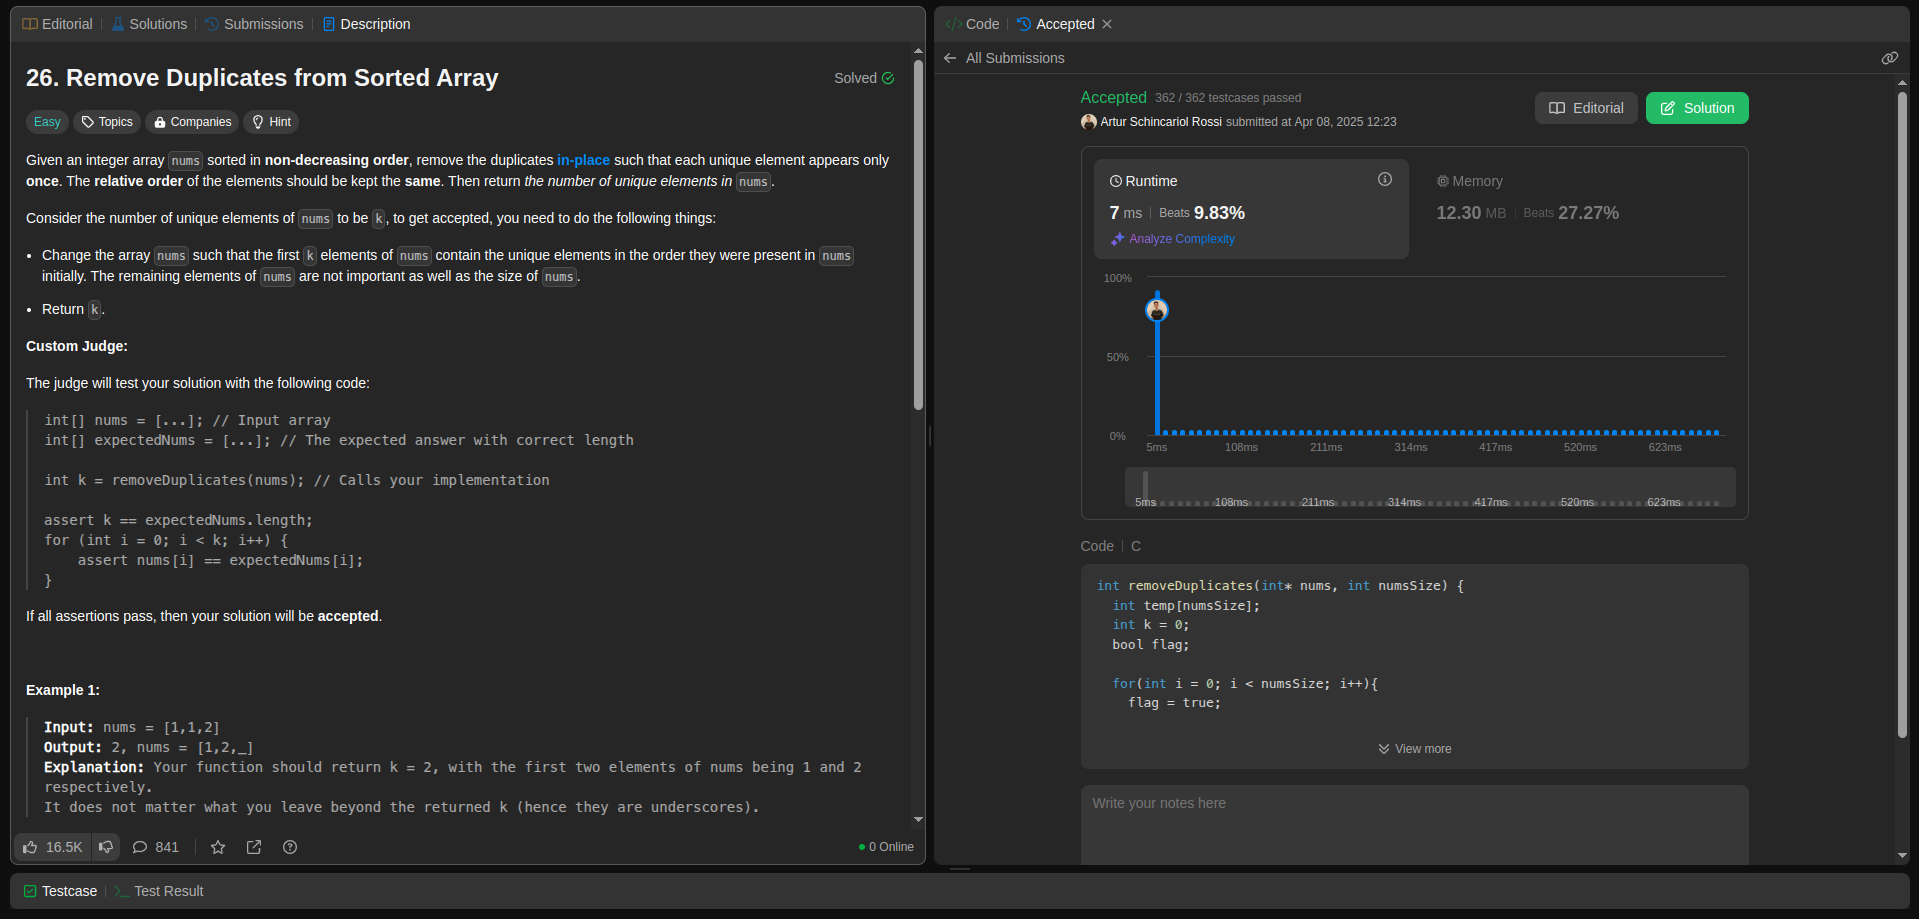 Editorial | Solutions | Submissions | Description
26. Remove Duplicates from Sorted Array
Solved
Easy Topics Companies Hint
Given an integer array nums sorted in non-decreasing order, remove the duplicates in-place such that each unique element appears only
once. The relative order of the elements should be kept the same. Then return the number of unique elements in nums.
Consider the number of unique elements of nums to be k, to get accepted, you need to do the following things:
• Change the array nums such that the first k elements of nums contain the unique elements in the order they were present in nums
initially. The remaining elements of nums are not important as well as the size of nums.
• Return k.
Custom Judge:
The judge will test your solution with the following code:
int[] nums = [...]; // Input array
int[] expectedNums = [...]; // The expected answer with correct length
int k = removeDuplicates(nums); // Calls your implementation
assert k == expectedNums.length;
for (int i = 0; i < k; i++) {
    assert nums[i] == expectedNums[i];
}
If all assertions pass, then your solution will be accepted.
Example 1:
Input: nums = [1,1,2]
Output: 2, nums = [1,2,_]
Explanation: Your function should return k = 2, with the first two elements of nums being 1 and 2
respectively.
It does not matter what you leave beyond the returned k (hence they are underscores).
16.5K 841
0 Online
Code | Accepted
All Submissions
Accepted 362 / 362 testcases passed
Artur Schincariol Rossi submitted at Apr 08, 2025 12:23
Editorial Solution
Runtime
7 ms | Beats 9.83%
Analyze Complexity
Memory
12.30 MB | Beats 27.27%
100%
50%
0%
5ms 108ms 211ms 314ms 417ms 520ms 623ms
5ms 108ms 211ms 314ms 417ms 520ms 623ms
Code | C
int removeDuplicates(int* nums, int numsSize) {
  int temp[numsSize];
  int k = 0;
  bool flag;
  for(int i = 0; i < numsSize; i++){
    flag = true;
View more
Write your notes here
Testcase | Test Result